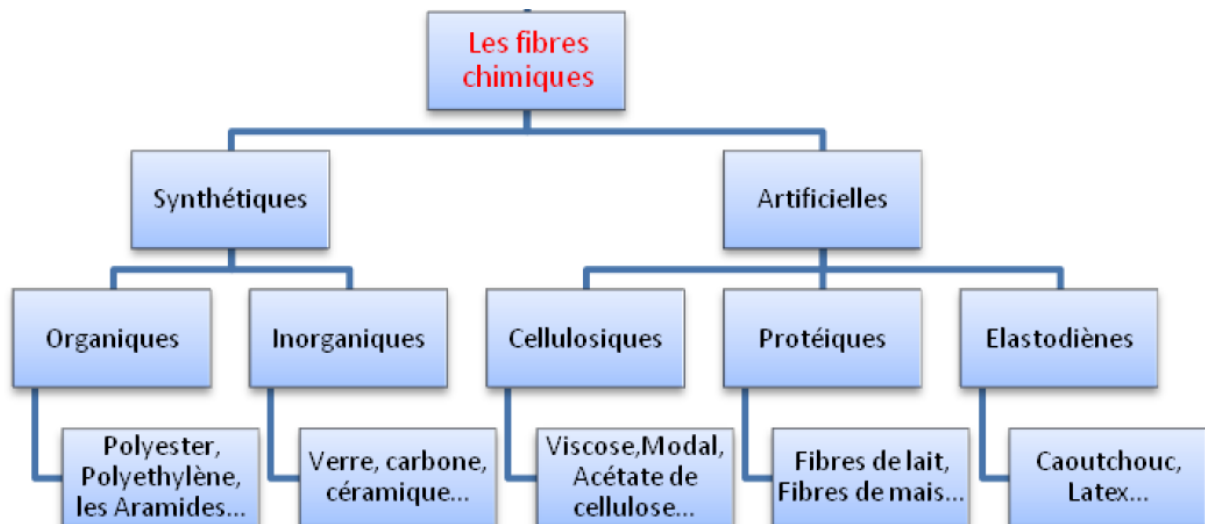 Les fibres
chimiques
Synthétiques
Artificielles
Organiques
Inorganiques
Cellulosiques
Protéiques
Elastodiènes
Polyester,
Polyethylène,
les Aramides...
Verre, carbone,
céramique...
Viscose,Modal,
Acétate de
cellulose...
Fibres de lait,
Fibres de mais...
Caoutchouc,
Latex...